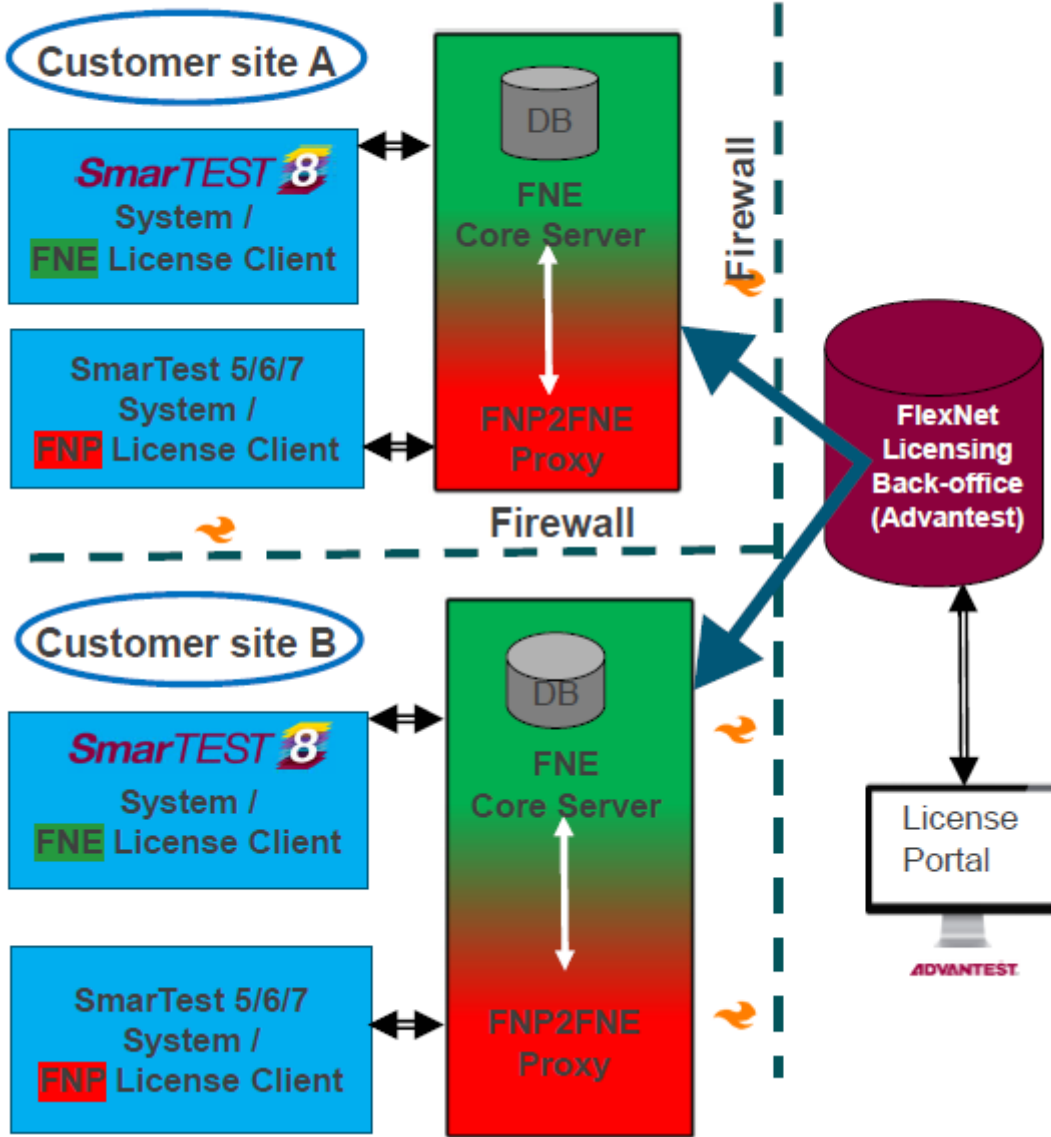 Customer site A
SmarTEST 8
System /
FNE License Client
SmarTest 5/6/7
System /
FNP License Client
DB
FNE
Core Server
FNP2FNE
Proxy
Firewall
Firewall
FlexNet
Licensing
Back-office
(Advantest)
License
Portal
ADVANTEST
Customer site B
SmarTEST 8
System /
FNE License Client
SmarTest 5/6/7
System /
FNP License Client
DB
FNE
Core Server
FNP2FNE
Proxy